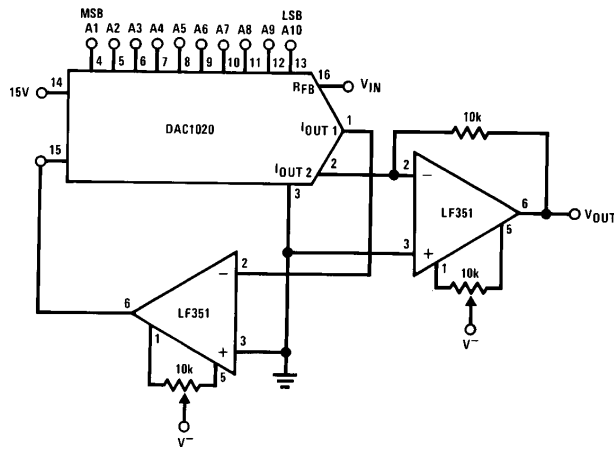 MSB LSB
A1 A2 A3 A4 A5 A6 A7 A8 A9 A10
4 5 6 7 8 9 10 11 12 13
14 16
15V RFB VIN
DAC1020
IOUT 1 1
15
IOUT 2 2
3
10k
2
−
LF351
6 VOUT
5
3
+
1
10k
V−
2
−
6
LF351
1
3
+
10k
5
V−